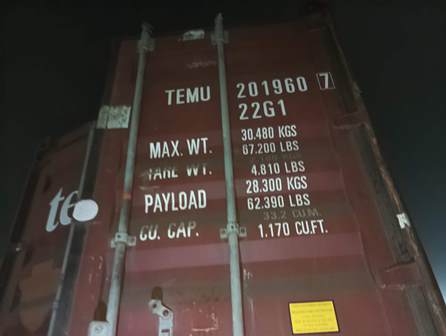 TEMU 201960 7
22G1
MAX. WT. 30.480 KGS
67.200 LBS
TARE WT.
4.810 LBS
PAYLOAD 28.300 KGS
62.390 LBS
CU. CAP. 33.2 CU.M.
1.170 CU.FT.
te